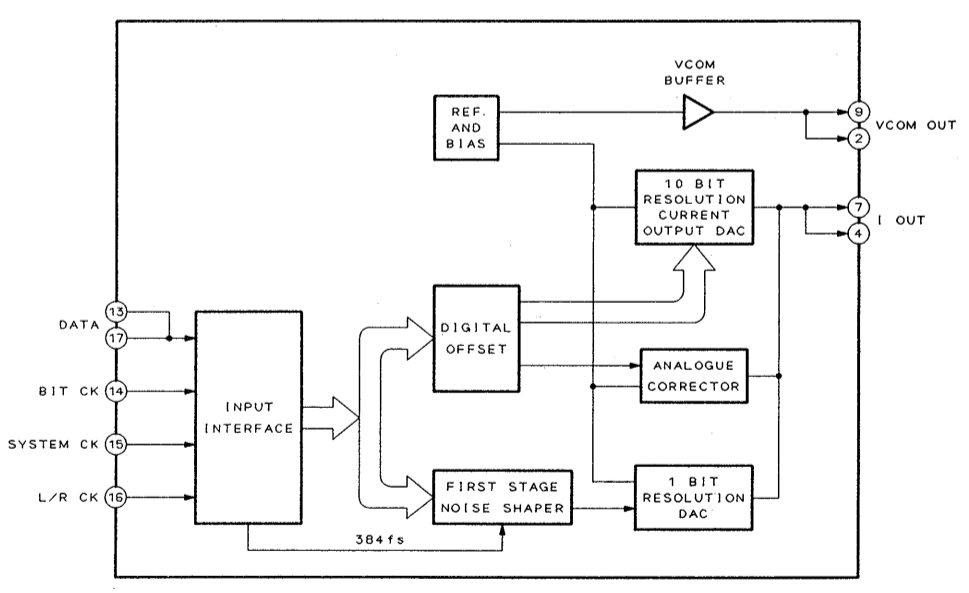 VCOM
BUFFER
REF.
AND
BIAS
9
VCOM OUT
2
10 BIT
RESOLUTION
CURRENT
OUTPUT DAC
7
I OUT
4
13
DATA
17
BIT CK 14
SYSTEM CK 15
L/R CK 16
INPUT
INTERFACE
DIGITAL
OFFSET
ANALOGUE
CORRECTOR
FIRST STAGE
NOISE SHAPER
1 BIT
RESOLUTION
DAC
384fs